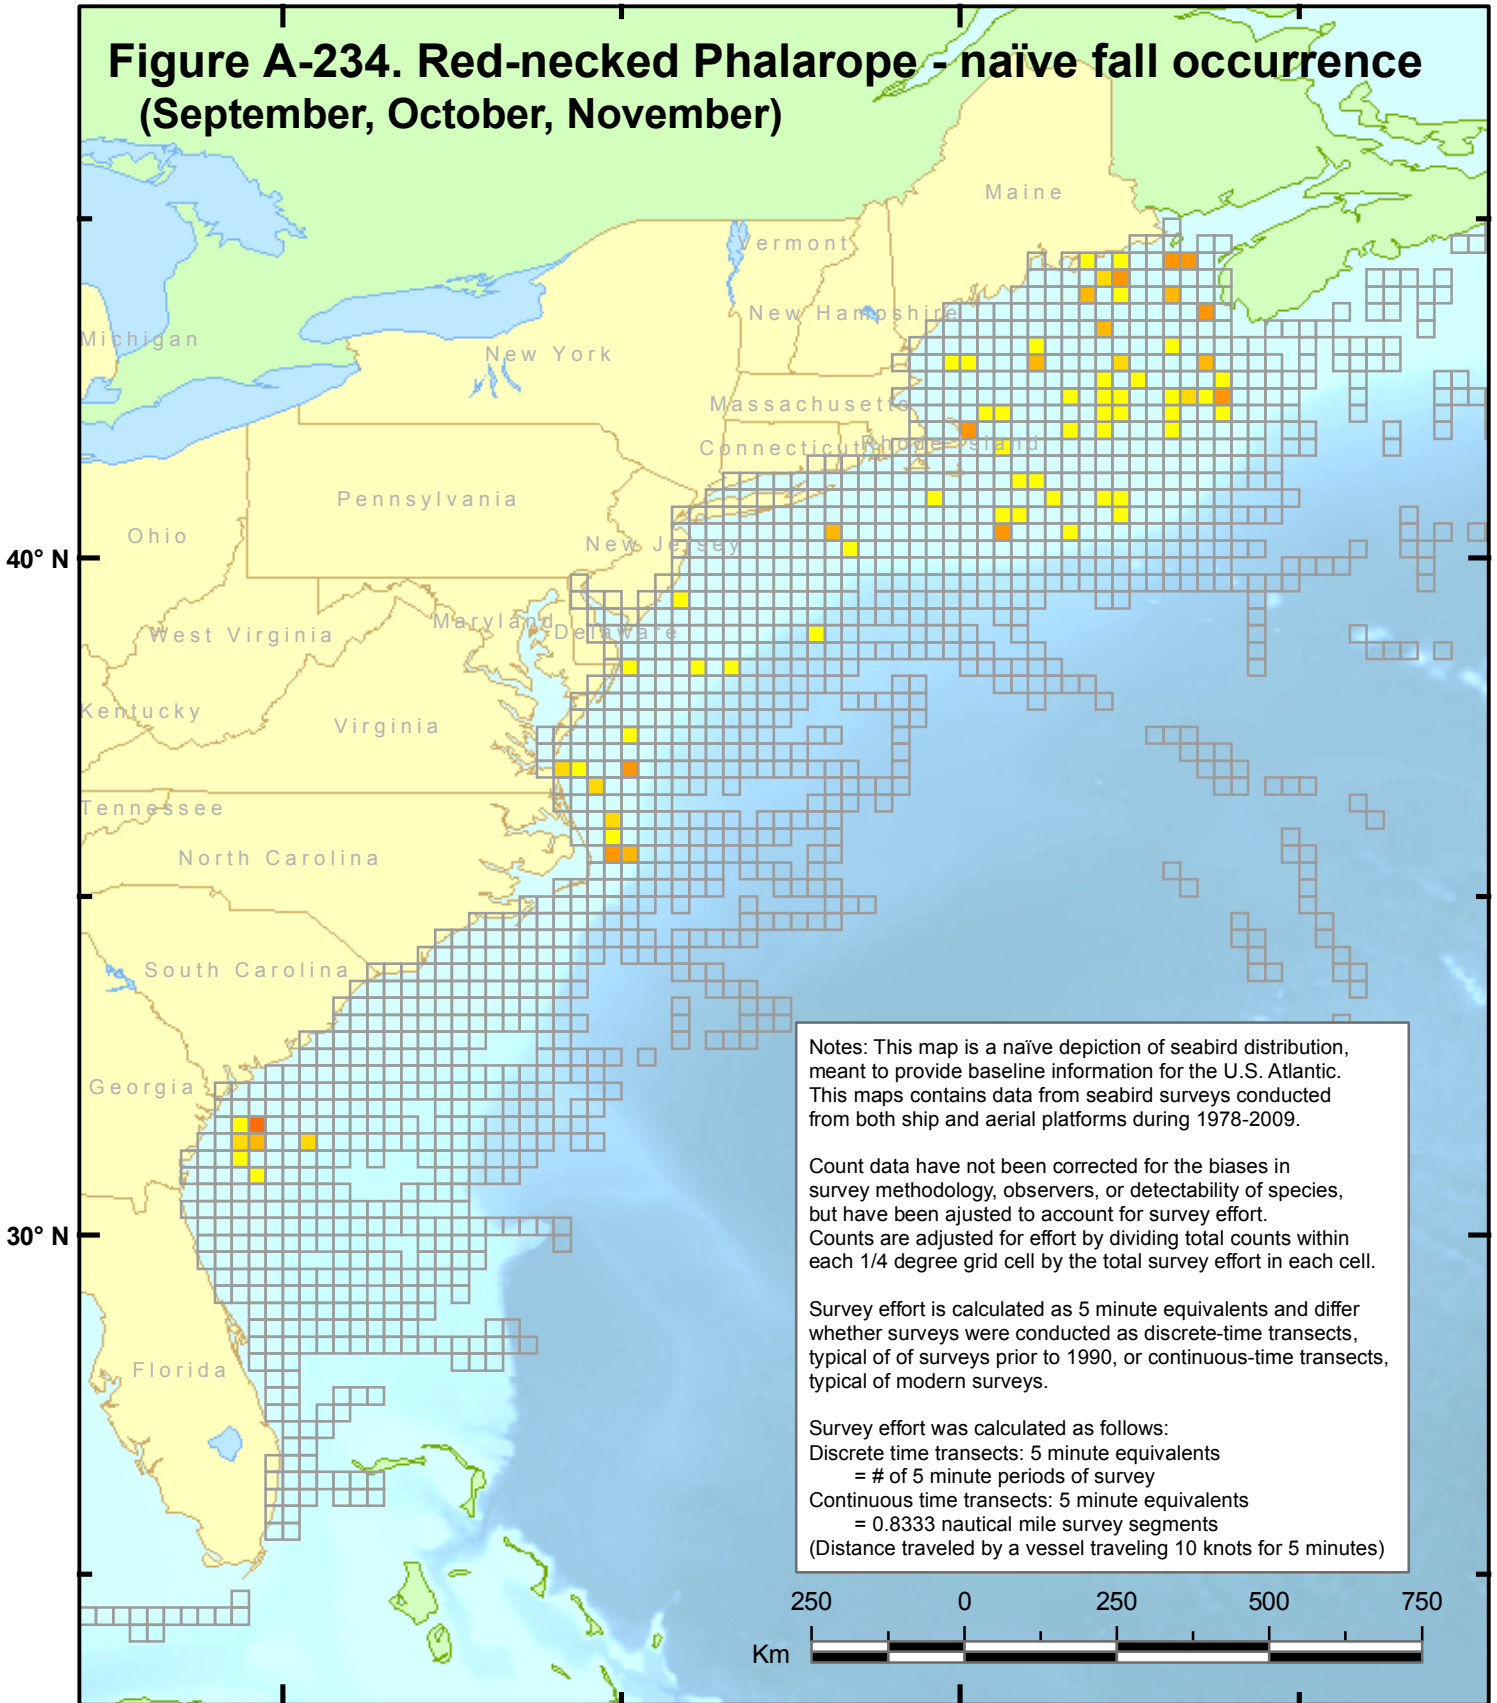 Figure A-234. Red-necked Phalarope - naïve fall occurrence
(September, October, November)
Maine
Vermont
New Hampshire
Michigan
New York
Massachusetts
Connecticut
Rhode Island
Pennsylvania
Ohio
New Jersey
40° N
Maryland
Delaware
West Virginia
Kentucky
Virginia
Tennessee
North Carolina
South Carolina
Georgia
30° N
Florida
Notes: This map is a naïve depiction of seabird distribution,
meant to provide baseline information for the U.S. Atlantic.
This maps contains data from seabird surveys conducted
from both ship and aerial platforms during 1978-2009.
Count data have not been corrected for the biases in
survey methodology, observers, or detectability of species,
but have been ajusted to account for survey effort.
Counts are adjusted for effort by dividing total counts within
each 1/4 degree grid cell by the total survey effort in each cell.
Survey effort is calculated as 5 minute equivalents and differ
whether surveys were conducted as discrete-time transects,
typical of of surveys prior to 1990, or continuous-time transects,
typical of modern surveys.
Survey effort was calculated as follows:
Discrete time transects: 5 minute equivalents
= # of 5 minute periods of survey
Continuous time transects: 5 minute equivalents
= 0.8333 nautical mile survey segments
(Distance traveled by a vessel traveling 10 knots for 5 minutes)
250 0 250 500 750
Km